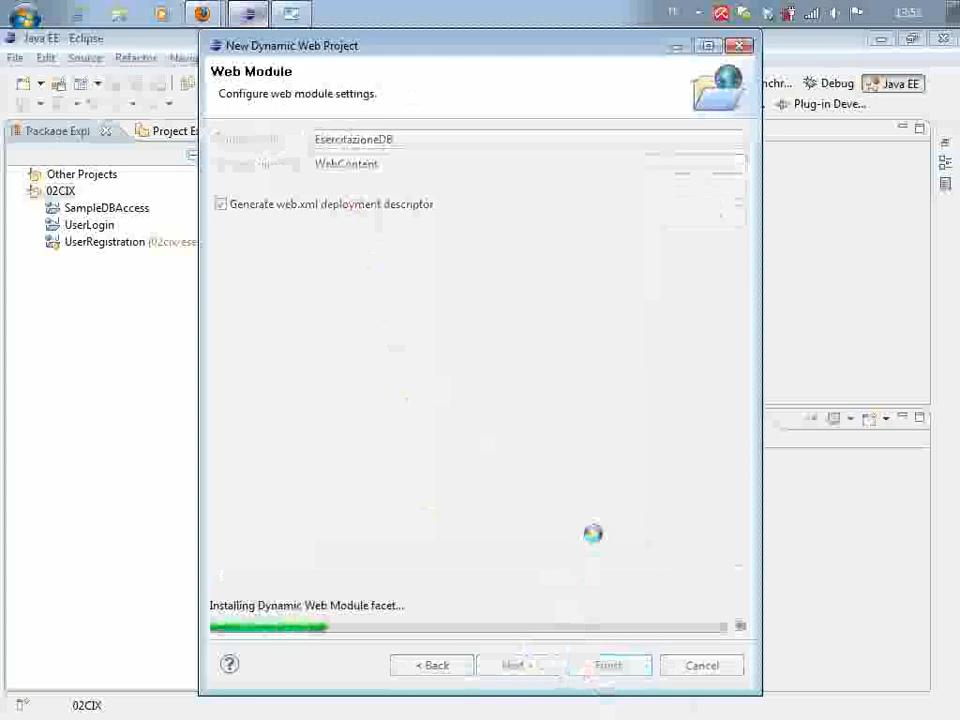 13:51
Java EE Eclipse
New Dynamic Web Project
File Edit Source Refactor
Web Module
Configure web module settings.
Debug
Java EE
Plug-in Deve...
Package Expl
Project E
EsercitazioneDB
WebContent
Generate web.xml deployment descriptor
Other Projects
02CIX
SampleDBAccess
UserLogin
UserRegistration (02cix/ese
Installing Dynamic Web Module facet...
?
< Back
Next
Finish
Cancel
02CIX